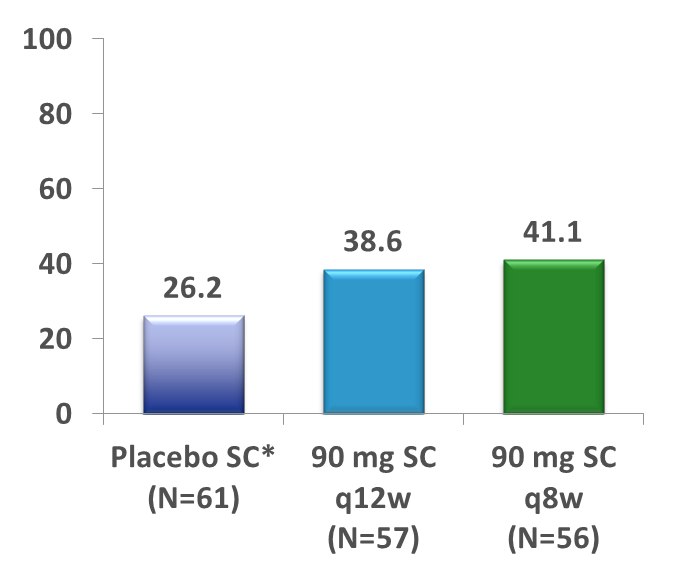 100
80
60
40
20
0
26.2
38.6
41.1
Placebo SC*
(N=61)
90 mg SC
q12w
(N=57)
90 mg SC
q8w
(N=56)